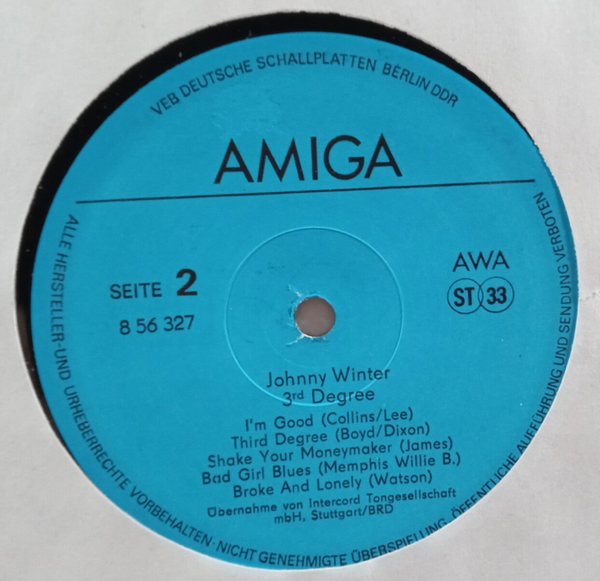 VEB DEUTSCHE SCHALLPLATTEN BERLIN DDR
AMIGA
SEITE 2
8 56 327
AWA
ST 33
Johnny Winter
3rd Degree
I'm Good (Collins/Lee)
Third Degree (Boyd/Dixon)
Shake Your Moneymaker (James)
Bad Girl Blues (Memphis Willie B.)
Broke And Lonely (Watson)
Übernahme von Intercord Tongesellschaft
mbH, Stuttgart/BRD
ALLE HERSTELLER-UND URHEBERRECHTE VORBEHALTEN · NICHT GENEHMIGTE ÜBERSPIELUNG, ÖFFENTLICHE AUFFÜHRUNG UND SENDUNG VERBOTEN